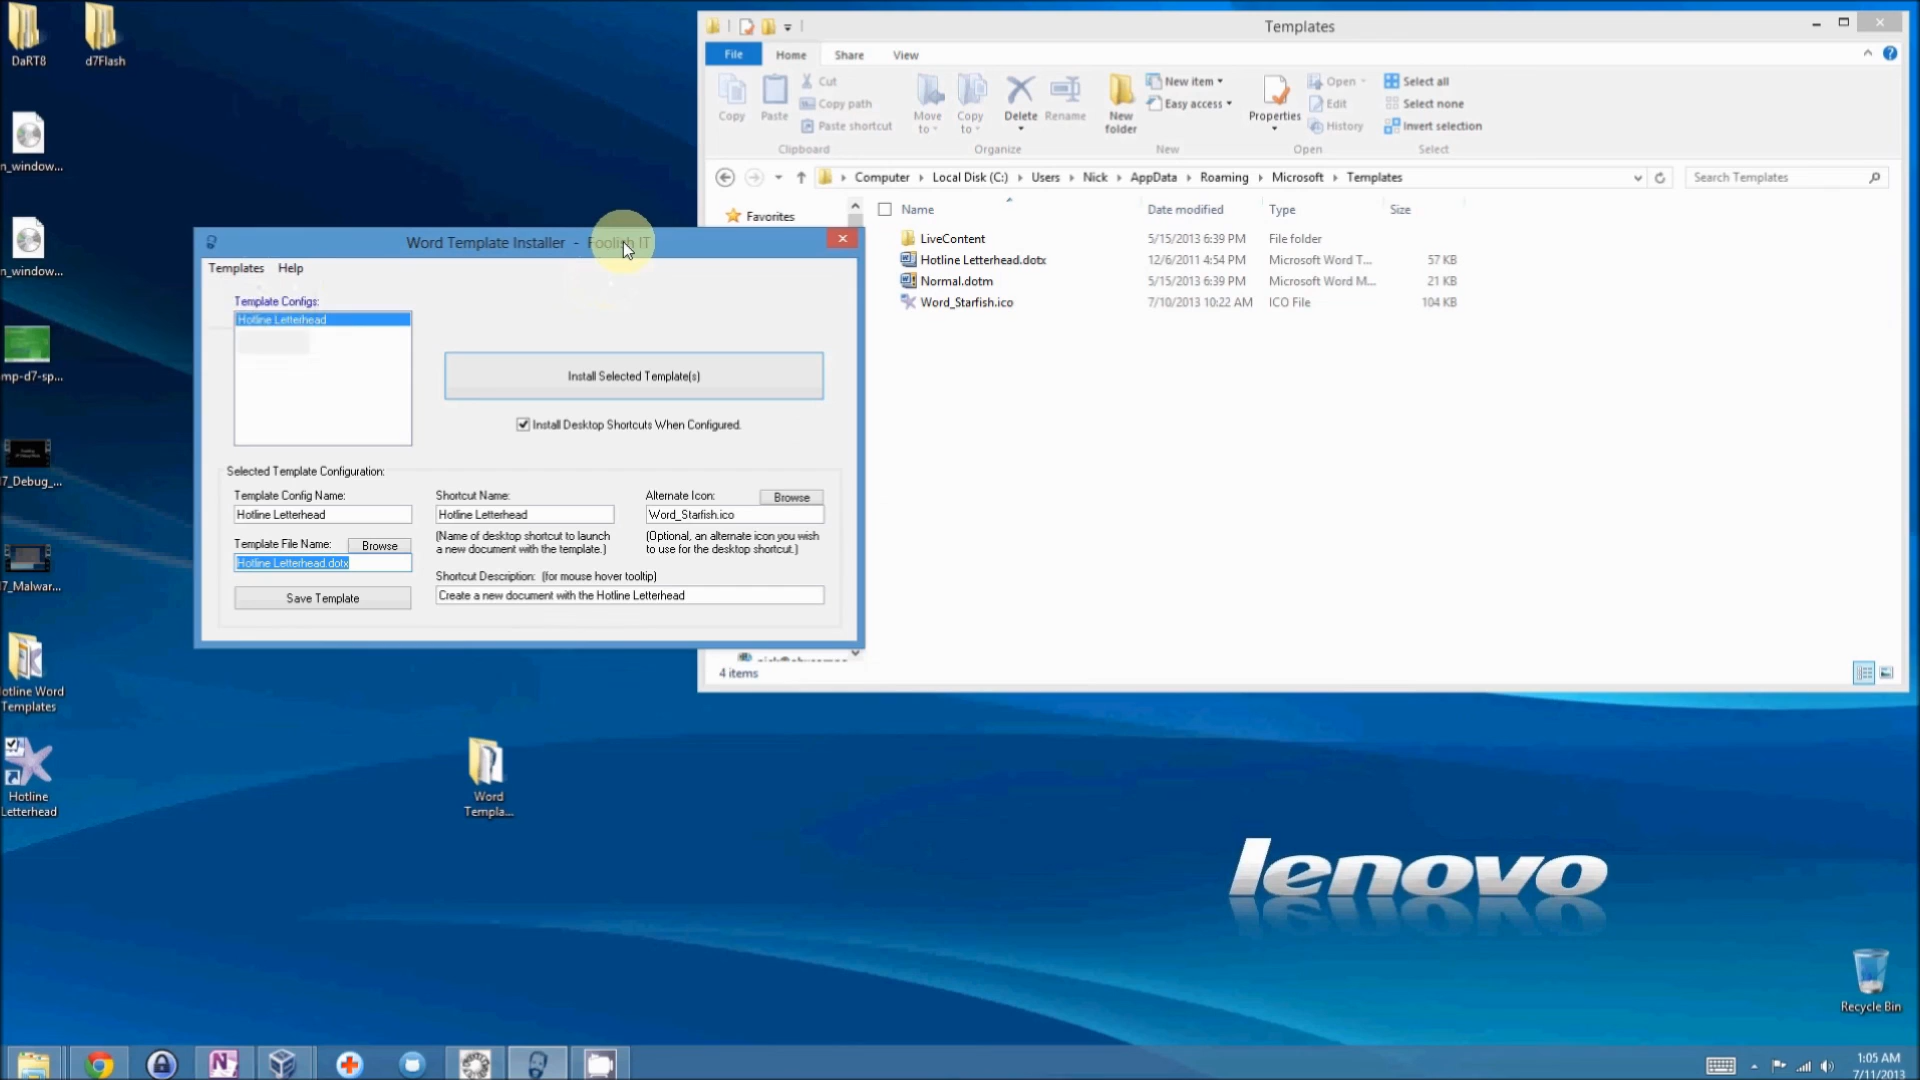 DaRT8
d7Flash
n_window...
n_window...
mp-d7-sp...
7_Debug_...
7_Malwar...
otline Word
Templates
Hotline
Letterhead
Word
Templa...
Recycle Bin
lenovo
Templates
File Home Share View
Copy
Paste
Cut
Copy path
Paste shortcut
Clipboard
Move
to
Copy
to
Delete
Rename
Organize
New
folder
New item
Easy access
New
Properties
Open
Edit
History
Open
Select all
Select none
Invert selection
Select
Computer Local Disk (C:) Users Nick AppData Roaming Microsoft Templates
Search Templates
Favorites
Name Date modified Type Size
LiveContent 5/15/2013 6:39 PM File folder
Hotline Letterhead.dotx 12/6/2011 4:54 PM Microsoft Word T... 57 KB
Normal.dotm 5/15/2013 6:39 PM Microsoft Word M... 21 KB
Word_Starfish.ico 7/10/2013 10:22 AM ICO File 104 KB
4 items
Word Template Installer - Foolish IT
Templates Help
Template Configs:
Hotline Letterhead
Install Selected Template(s)
Install Desktop Shortcuts When Configured.
Selected Template Configuration:
Template Config Name:
Hotline Letterhead
Template File Name: Browse
Hotline Letterhead.dotx
Save Template
Shortcut Name:
Hotline Letterhead
(Name of desktop shortcut to launch
a new document with the template.)
Alternate Icon: Browse
Word_Starfish.ico
(Optional, an alternate icon you wish
to use for the desktop shortcut.)
Shortcut Description: (for mouse hover tooltip)
Create a new document with the Hotline Letterhead
1:05 AM
7/11/2013